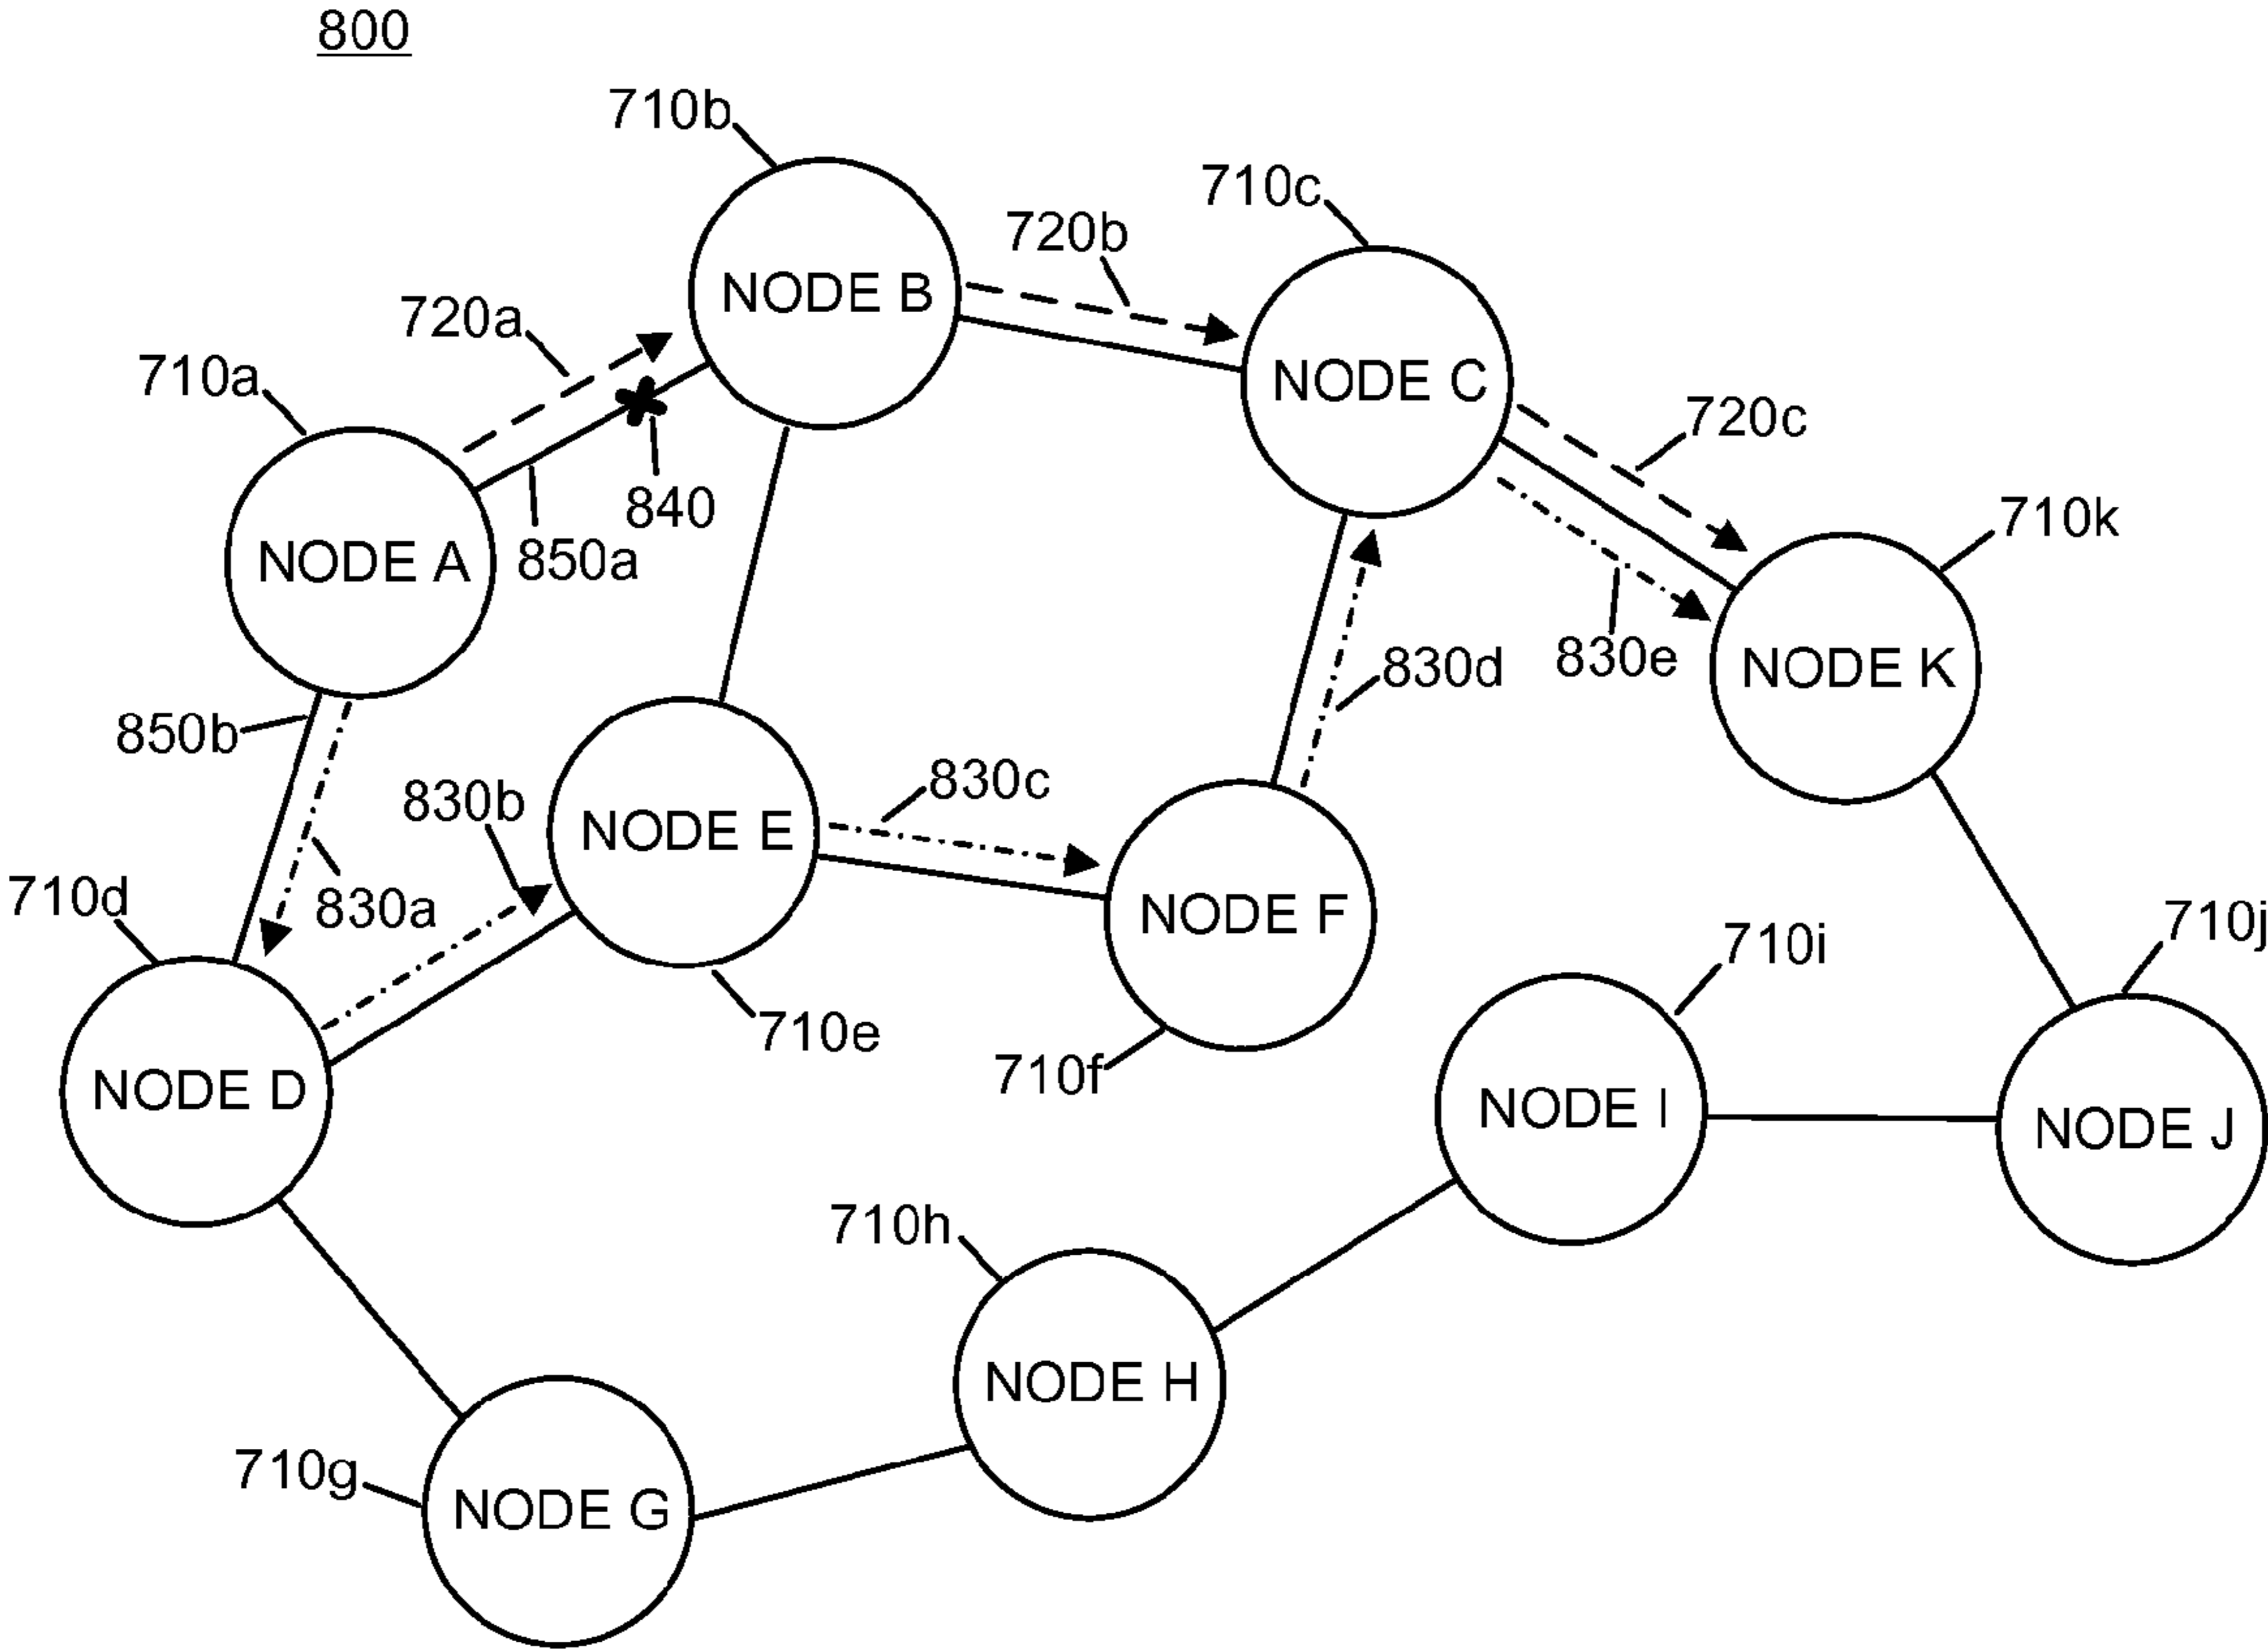 800
710b
710c
720b
NODE B
720a
710a
NODE C
720c
840
710k
NODE A
850a
830d
830e
NODE K
850b
830b
830c
NODE E
710d
830a
NODE F
710i
710j
710e
710f
NODE D
NODE I
NODE J
710h
NODE H
710g
NODE G